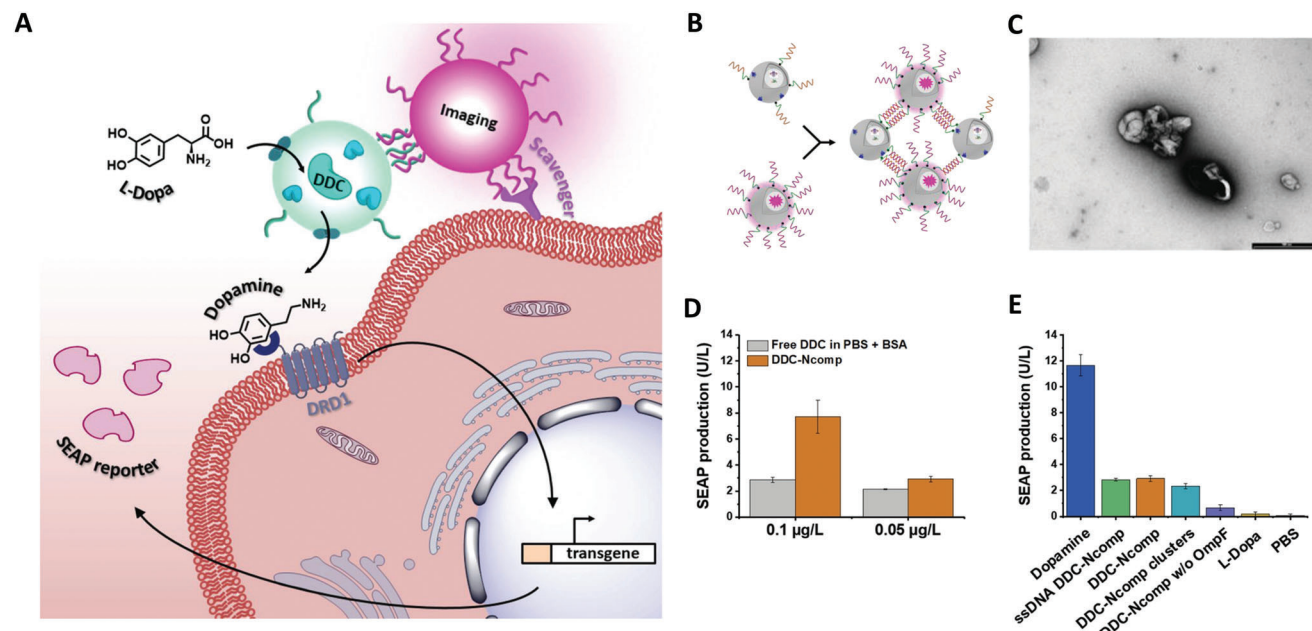 A
HO
HO
O
OH
NH₂
L-Dopa
DDC
Imaging
Scavenger
Dopamine
HO
HO
NH₂
DRD1
SEAP reporter
transgene
B
C
D
SEAP production (U/L)
14
12
10
8
6
4
2
0
Free DDC in PBS + BSA
DDC-Ncomp
0.1 µg/L
0.05 µg/L
E
SEAP production (U/L)
14
12
10
8
6
4
2
0
Dopamine
ssDNA DDC-Ncomp
DDC-Ncomp
DDC-Ncomp clusters
DDC-Ncomp w/o OmpF
L-Dopa
PBS